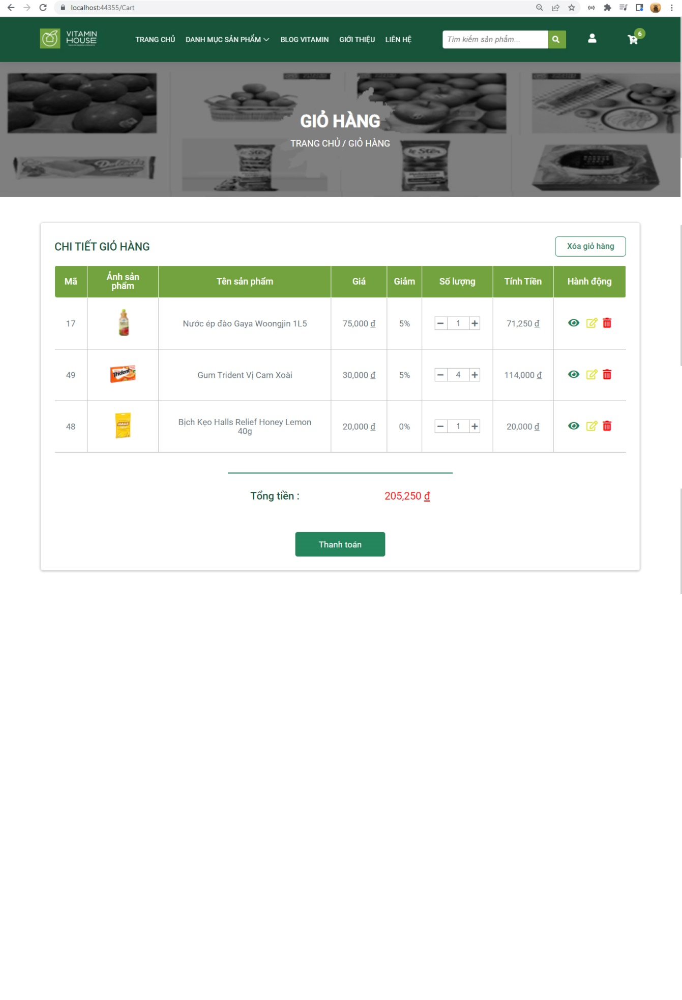 localhost:44355/Cart
VITAMIN
HOUSE
TRANG CHỦ
DANH MỤC SẢN PHẨM
BLOG VITAMIN
GIỚI THIỆU
LIÊN HỆ
Tìm kiếm sản phẩm...
6
GIỎ HÀNG
TRANG CHỦ / GIỎ HÀNG
CHI TIẾT GIỎ HÀNG
Xóa giỏ hàng
Mã
Ảnh sản
phẩm
Tên sản phẩm
Giá
Giảm
Số lượng
Tính Tiền
Hành động
17
Nước ép đào Gaya Woongjin 1L5
75,000 đ
5%
1
71,250 đ
49
Trident
Gum Trident Vị Cam Xoài
30,000 đ
5%
4
114,000 đ
48
HALLS
Bịch Kẹo Halls Relief Honey Lemon
40g
20,000 đ
0%
1
20,000 đ
Tổng tiền :
205,250 đ
Thanh toán